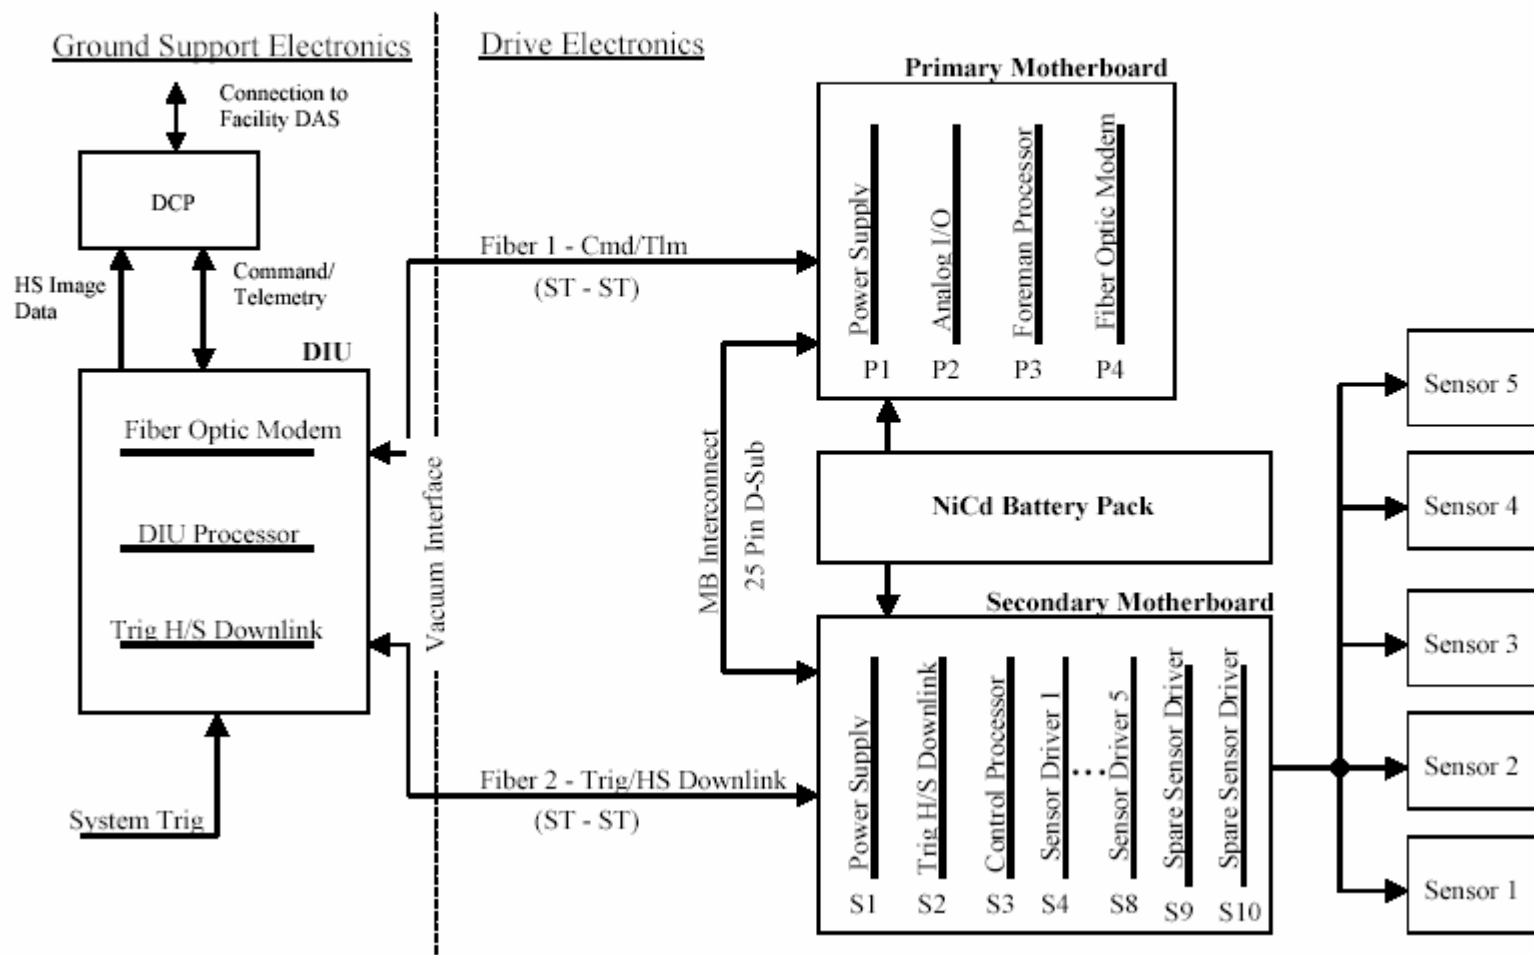 Ground Support Electronics
Drive Electronics
Primary Motherboard
Connection to
Facility DAS
DCP
HS Image
Data
Command/
Telemetry
DIU
Fiber Optic Modem
DIU Processor
Trig H/S Downlink
System Trig
Vacuum Interface
Fiber 1 - Cmd/Tlm
(ST - ST)
MB Interconnect
25 Pin D-Sub
Fiber 2 - Trig/HS Downlink
(ST - ST)
Power Supply
Analog I/O
Foreman Processor
Fiber Optic Modem
P1
P2
P3
P4
NiCd Battery Pack
Secondary Motherboard
Power Supply
Trig H/S Downlink
Control Processor
Sensor Driver 1
...
Sensor Driver 5
Spare Sensor Driver
Spare Sensor Driver
S1
S2
S3
S4
S8
S9
S10
Sensor 5
Sensor 4
Sensor 3
Sensor 2
Sensor 1